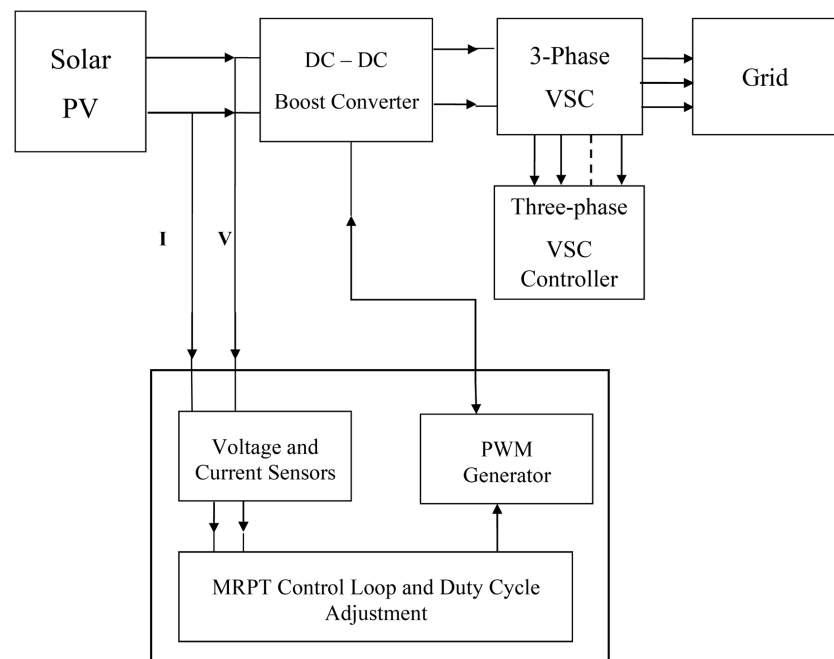 Solar
PV
DC – DC
Boost Converter
3-Phase
VSC
Grid
Three-phase
VSC
Controller
I
V
Voltage and
Current Sensors
PWM
Generator
MRPT Control Loop and Duty Cycle
Adjustment